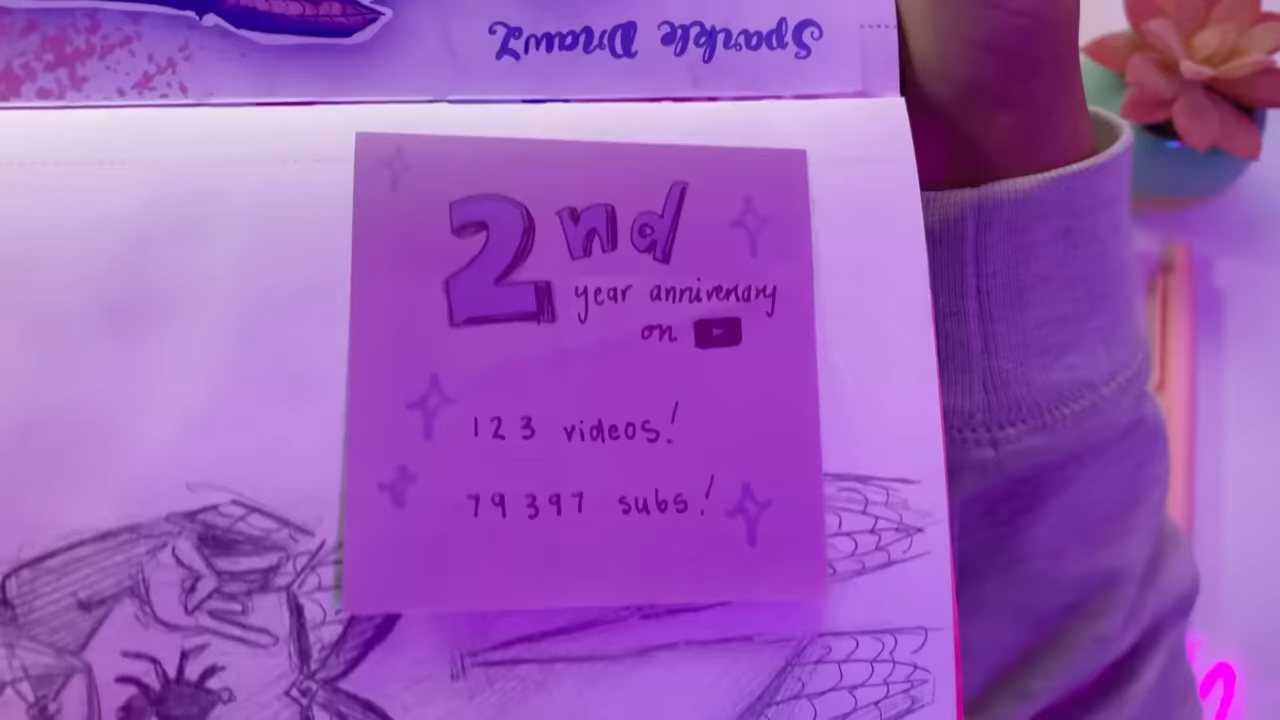 Sparkle DrawZ
2nd
year anniversary
on
123 videos!
79397 subs!